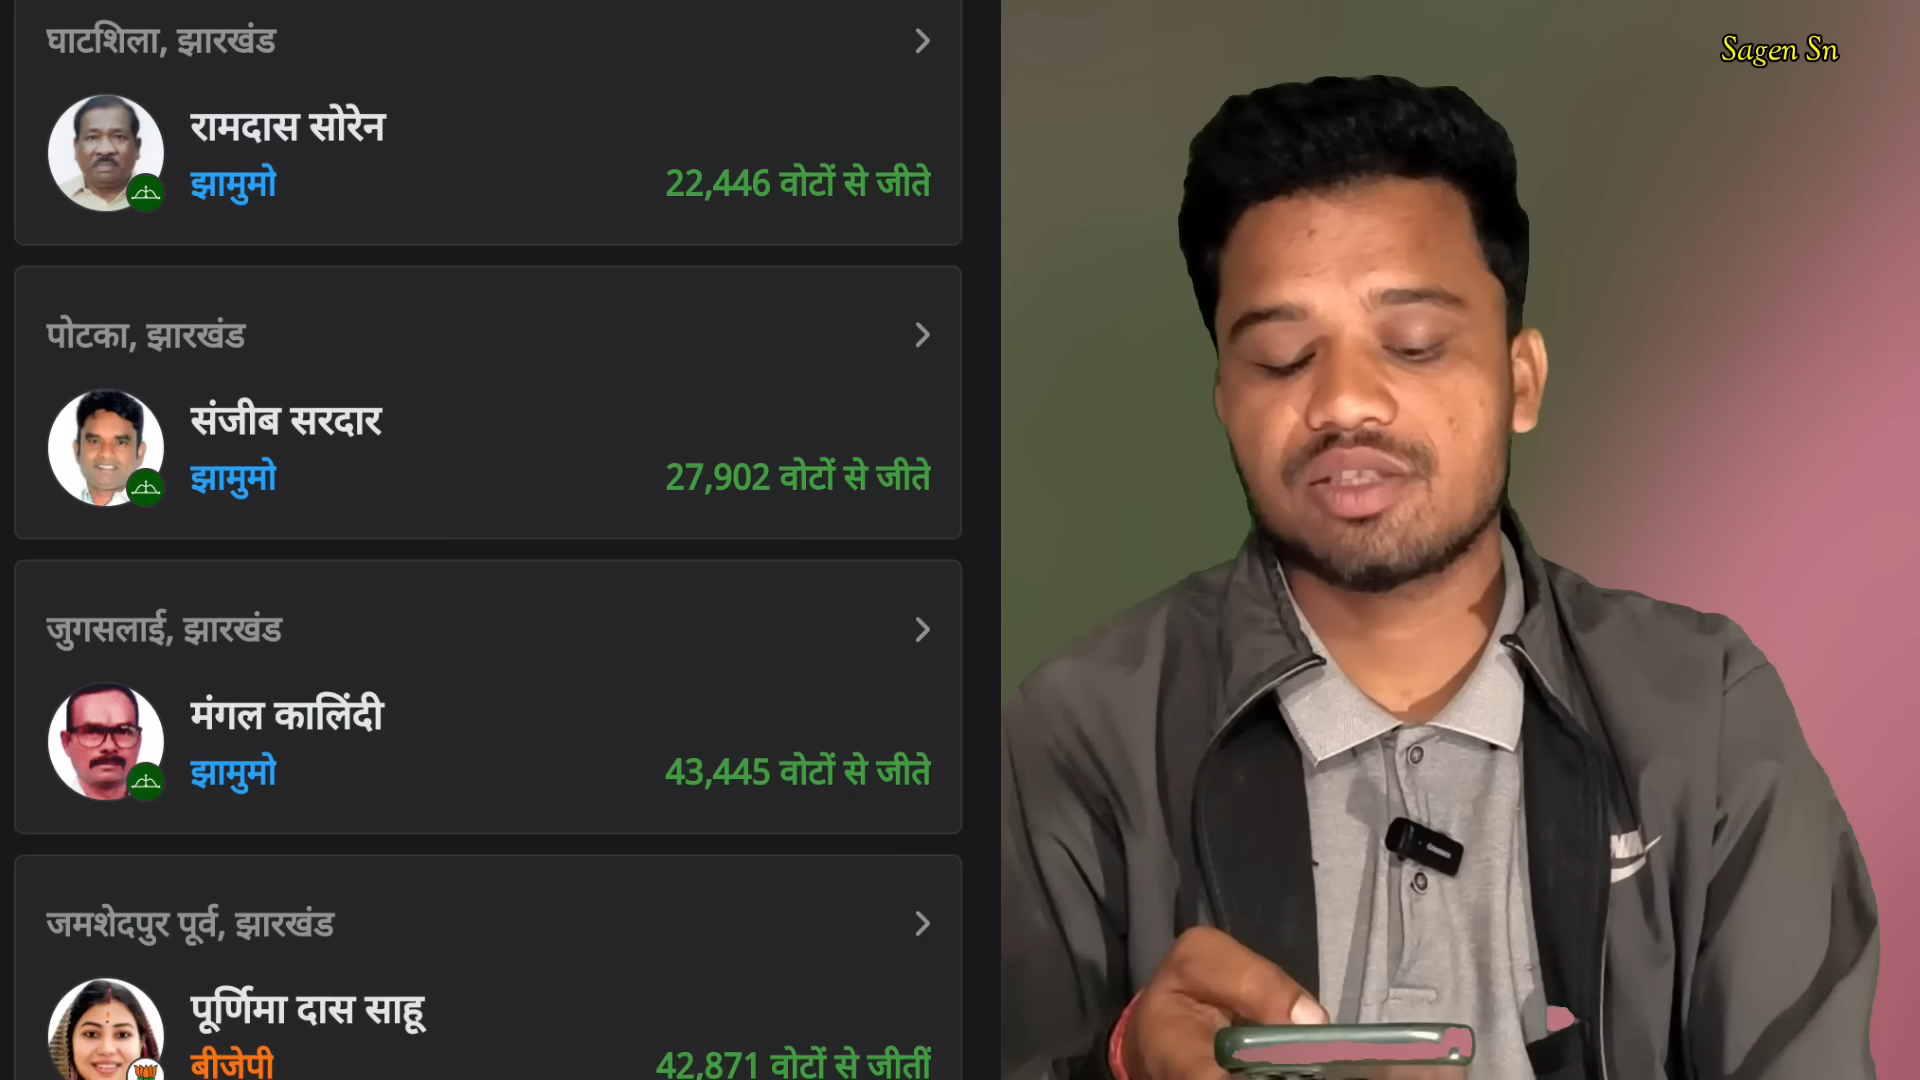 घाटशिला, झारखंड
रामदास सोरेन
झामुमो
22,446 वोटों से जीते
पोटका, झारखंड
संजीब सरदार
झामुमो
27,902 वोटों से जीते
जुगसलाई, झारखंड
मंगल कालिंदी
झामुमो
43,445 वोटों से जीते
जमशेदपुर पूर्व, झारखंड
पूर्णिमा दास साहू
बीजेपी
42,871 वोटों से जीतीं
Sagen Sn